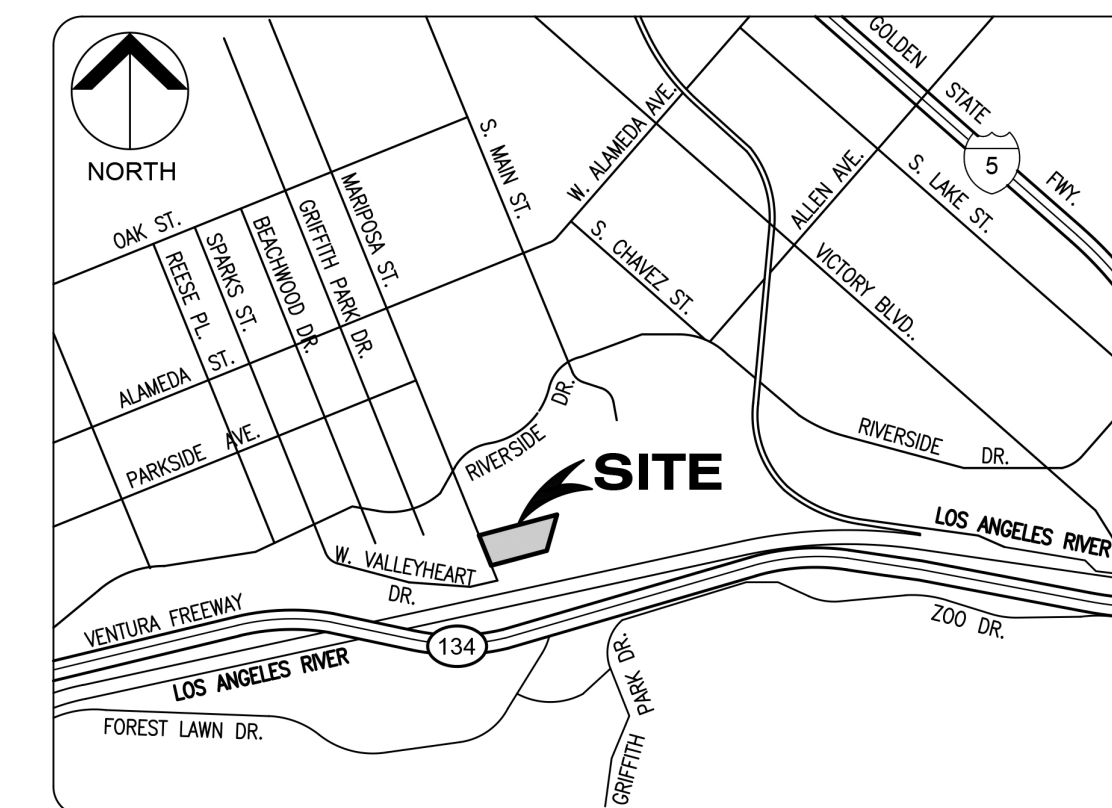 GOLDEN STATE FWY.
5
NORTH
S. MAIN ST.
W. ALAMEDA AVE.
ALLEN AVE.
S. LAKE ST.
OAK ST.
REESE PL.
SPARKS ST.
BEACHWOOD DR.
GRIFFITH PARK DR.
MARIPOSA ST.
S. CHAVEZ ST.
VICTORY BLVD..
ALAMEDA ST.
PARKSIDE AVE.
RIVERSIDE DR.
RIVERSIDE DR.
SITE
LOS ANGELES RIVER
W. VALLEYHEART
DR.
VENTURA FREEWAY
134
ZOO DR.
LOS ANGELES RIVER
FOREST LAWN DR.
GRIFFITH PARK DR.